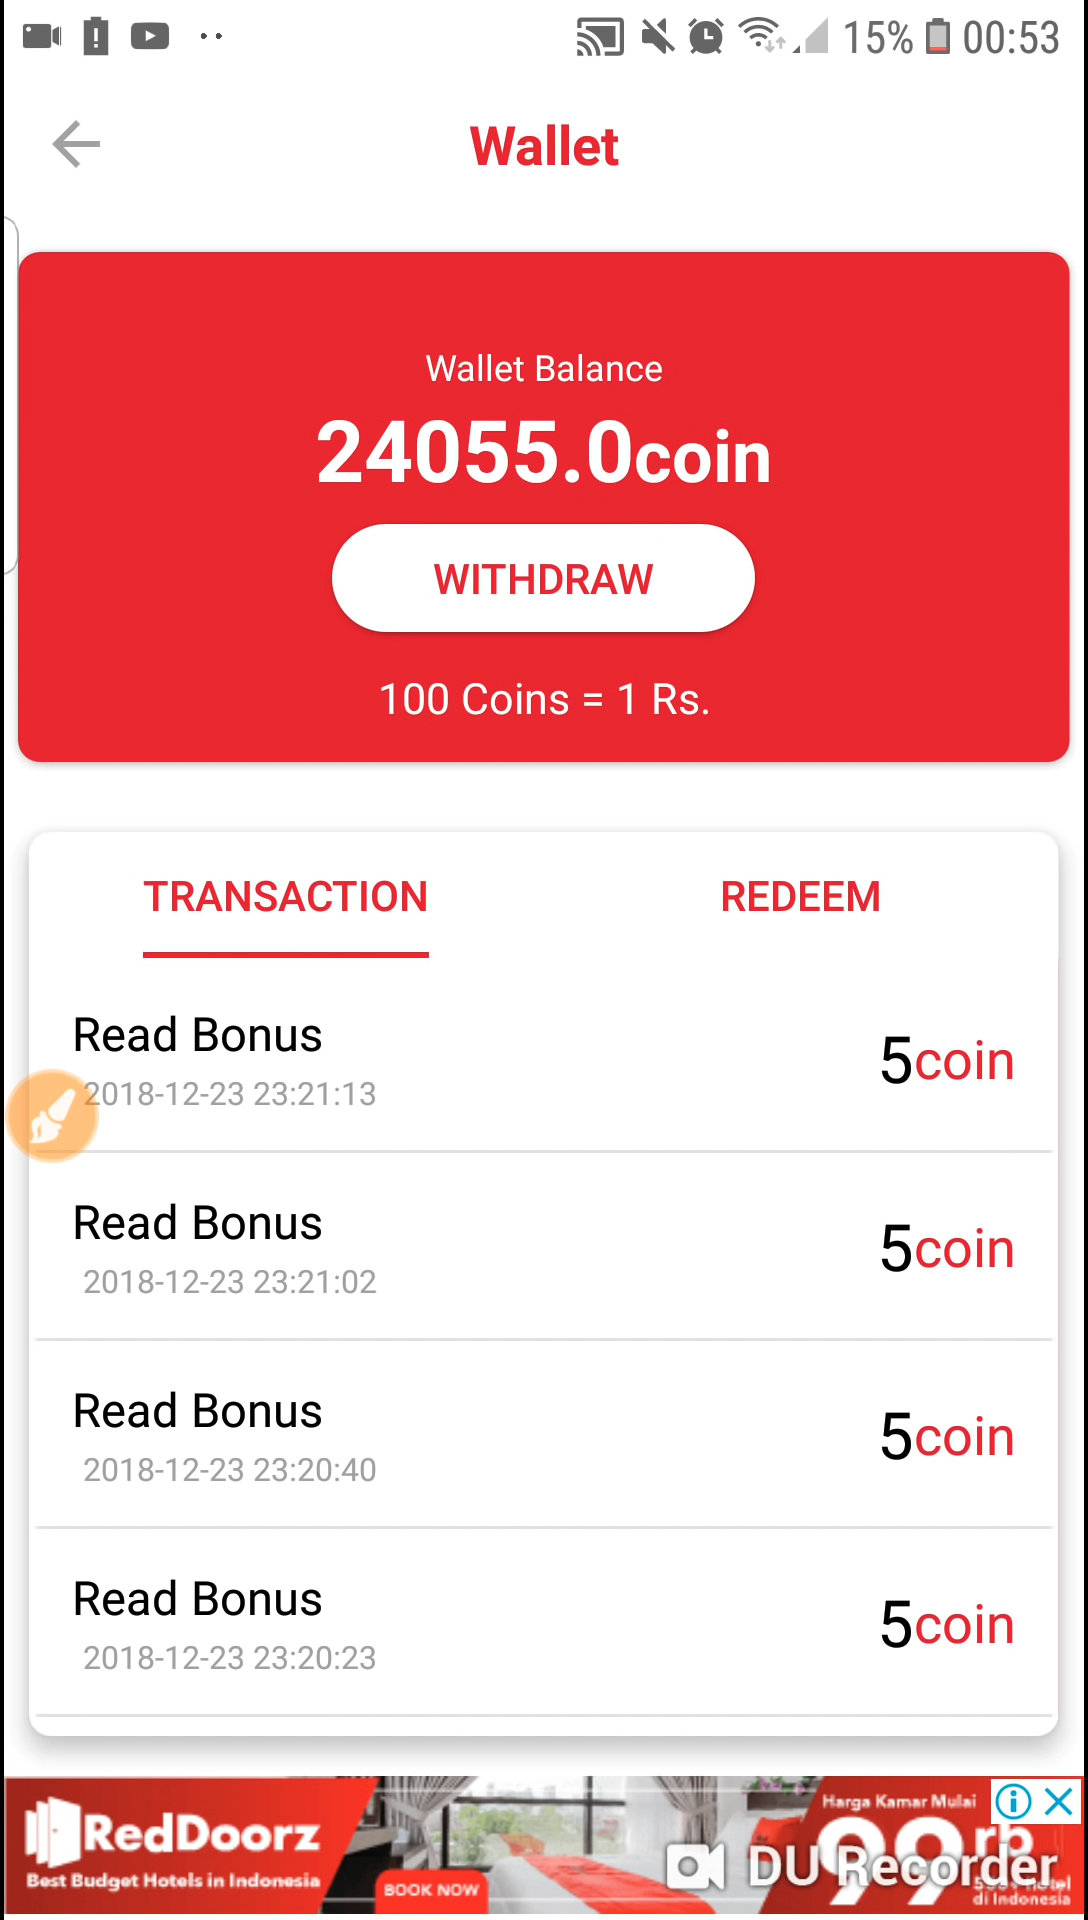 15% 00:53
Wallet
Wallet Balance
24055.0coin
WITHDRAW
100 Coins = 1 Rs.
TRANSACTION REDEEM
Read Bonus
2018-12-23 23:21:13
5coin
Read Bonus
2018-12-23 23:21:02
5coin
Read Bonus
2018-12-23 23:20:40
5coin
Read Bonus
2018-12-23 23:20:23
5coin
RedDoorz
Best Budget Hotels in Indonesia
BOOK NOW
Harga Kamar Mulai
99rb
di Indonesia
DU Recorder